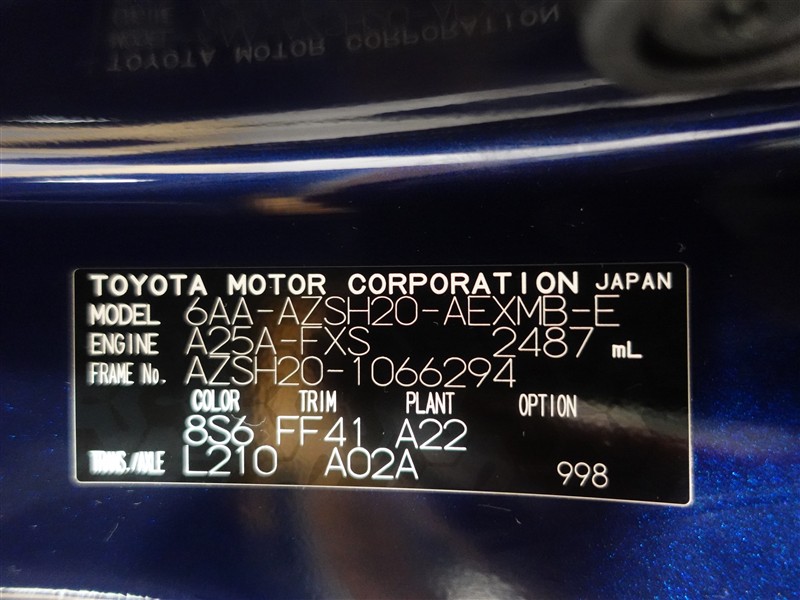 TOYOTA MOTOR CORPORATION JAPAN
MODEL 6AA-AZSH20-AEXMB-E
ENGINE A25A-FXS 2487 mL
FRAME No. AZSH20-1066294
COLOR TRIM PLANT OPTION
8S6 FF41 A22
TRANS./AXLE L210 A02A 998